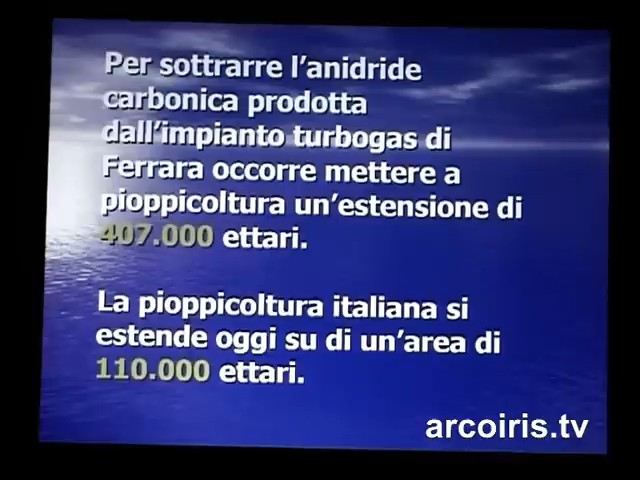 Per sottrarre l'anidride
carbonica prodotta
dall'impianto turbogas di
Ferrara occorre mettere a
pioppicoltura un'estensione di
407.000 ettari.
La pioppicoltura italiana si
estende oggi su di un'area di
110.000 ettari.
arcoiris.tv